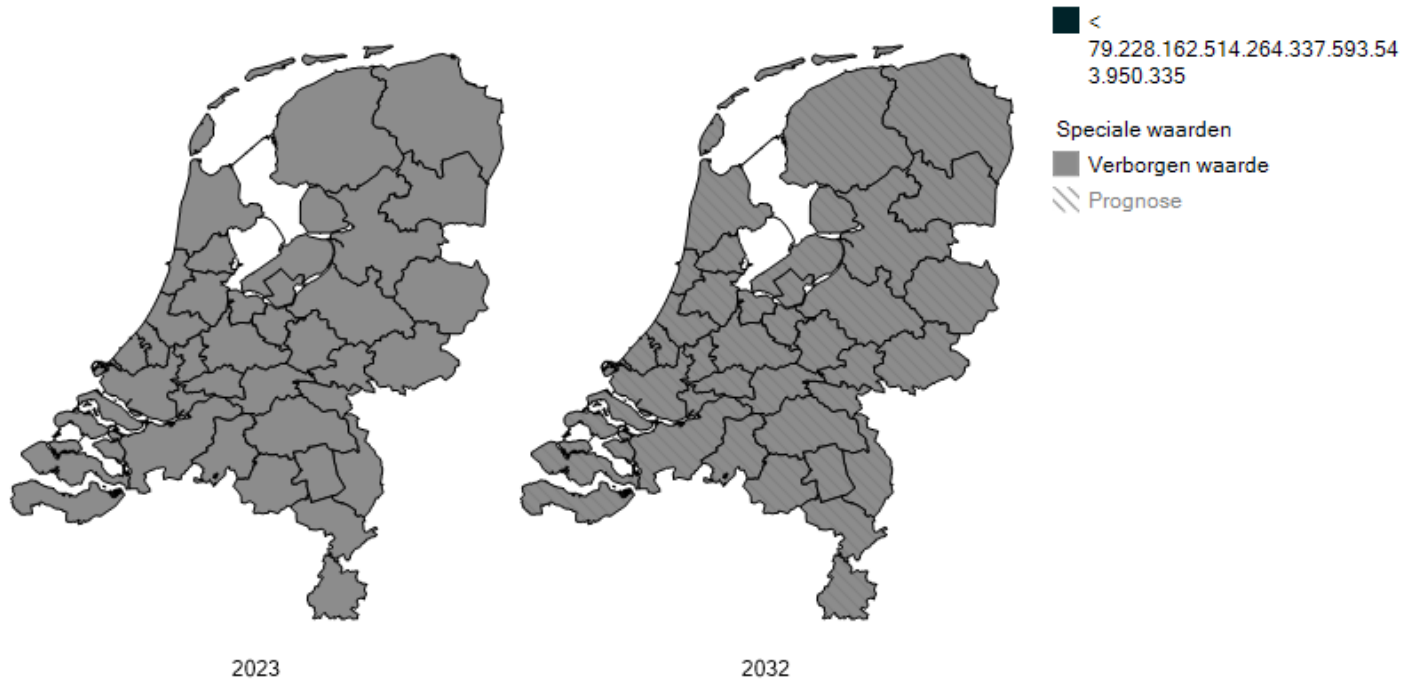 <
79.228.162.514.264.337.593.54
3.950.335
Speciale waarden
Verborgen waarde
Prognose
2023
2032